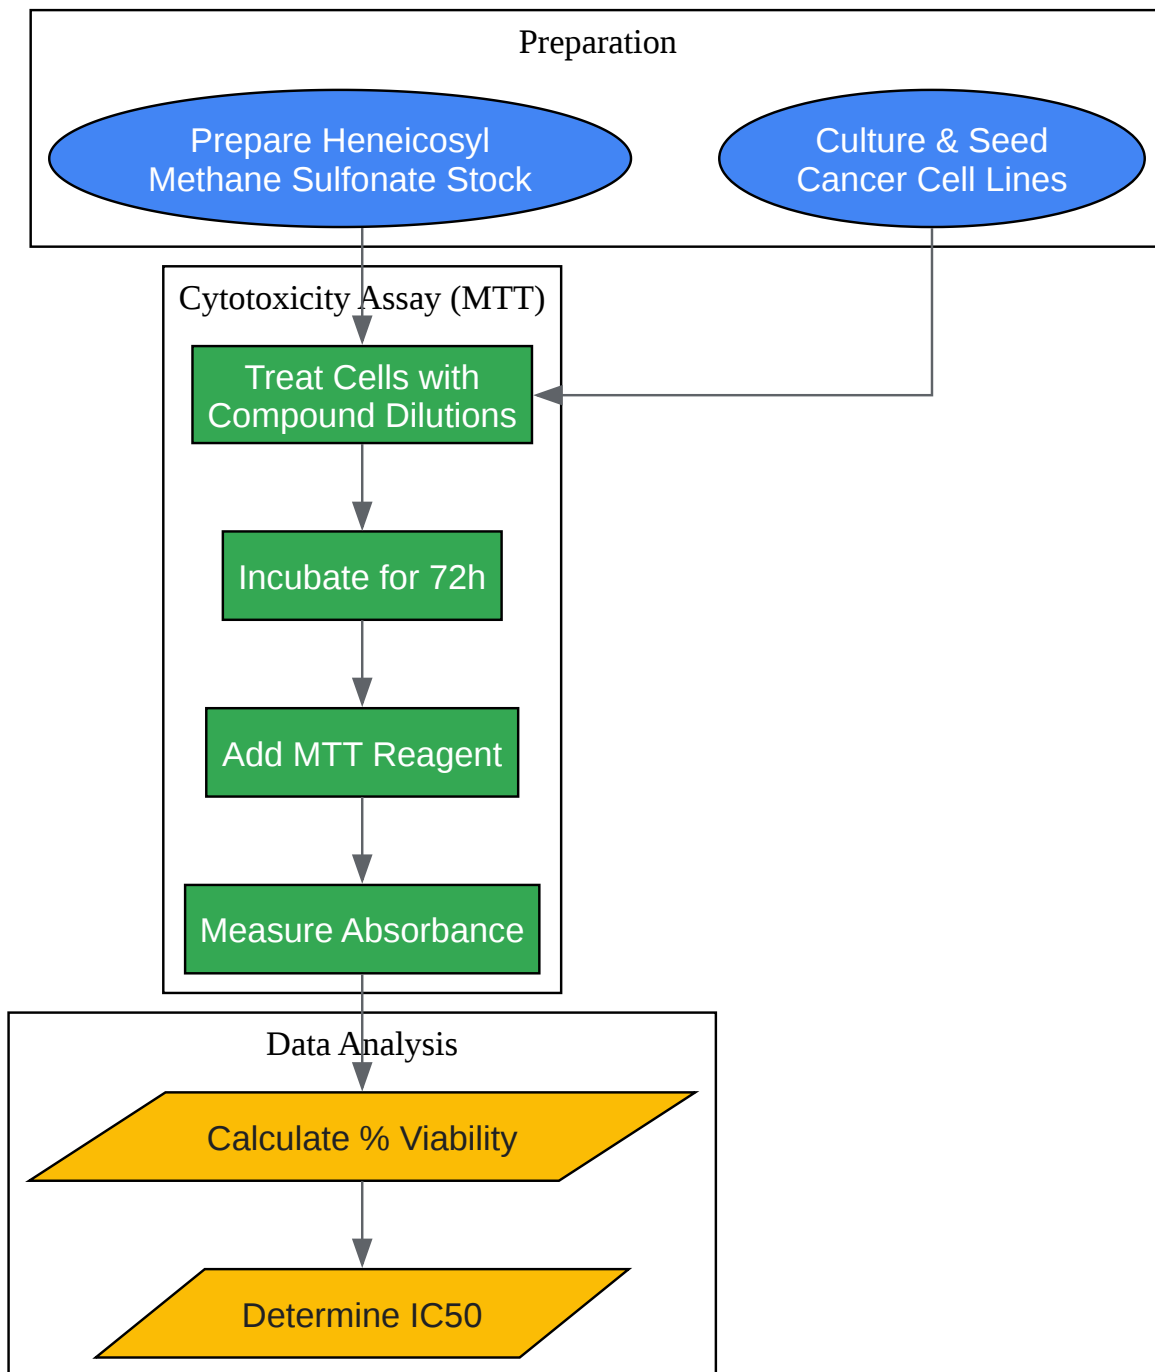 Preparation
Prepare Heneicosyl
Methane Sulfonate Stock
Culture & Seed
Cancer Cell Lines
Cytotoxicity Assay (MTT)
Treat Cells with
Compound Dilutions
Incubate for 72h
Add MTT Reagent
Measure Absorbance
Data Analysis
Calculate % Viability
Determine IC50